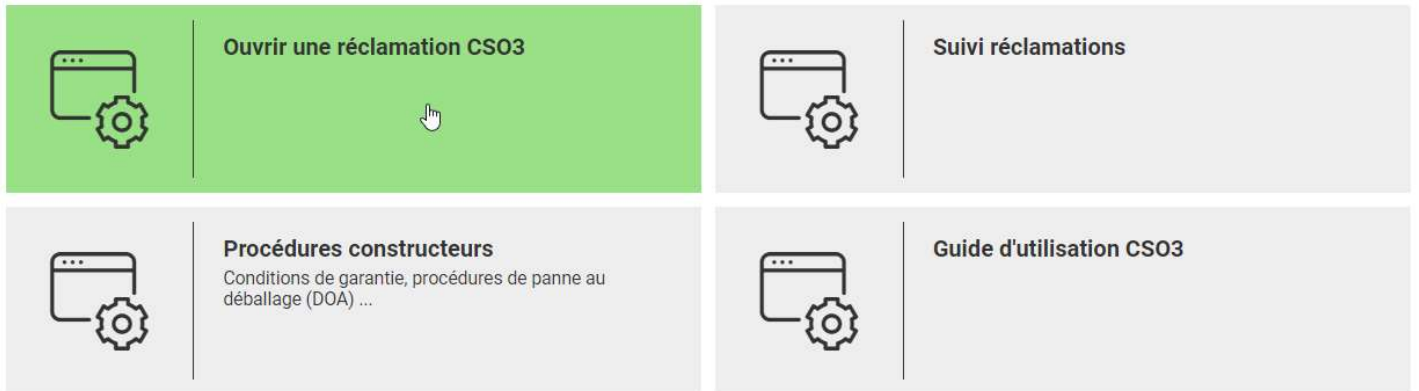 Ouvrir une réclamation CSO3
Suivi réclamations
Procédures constructeurs
Conditions de garantie, procédures de panne au
déballage (DOA) ...
Guide d'utilisation CSO3